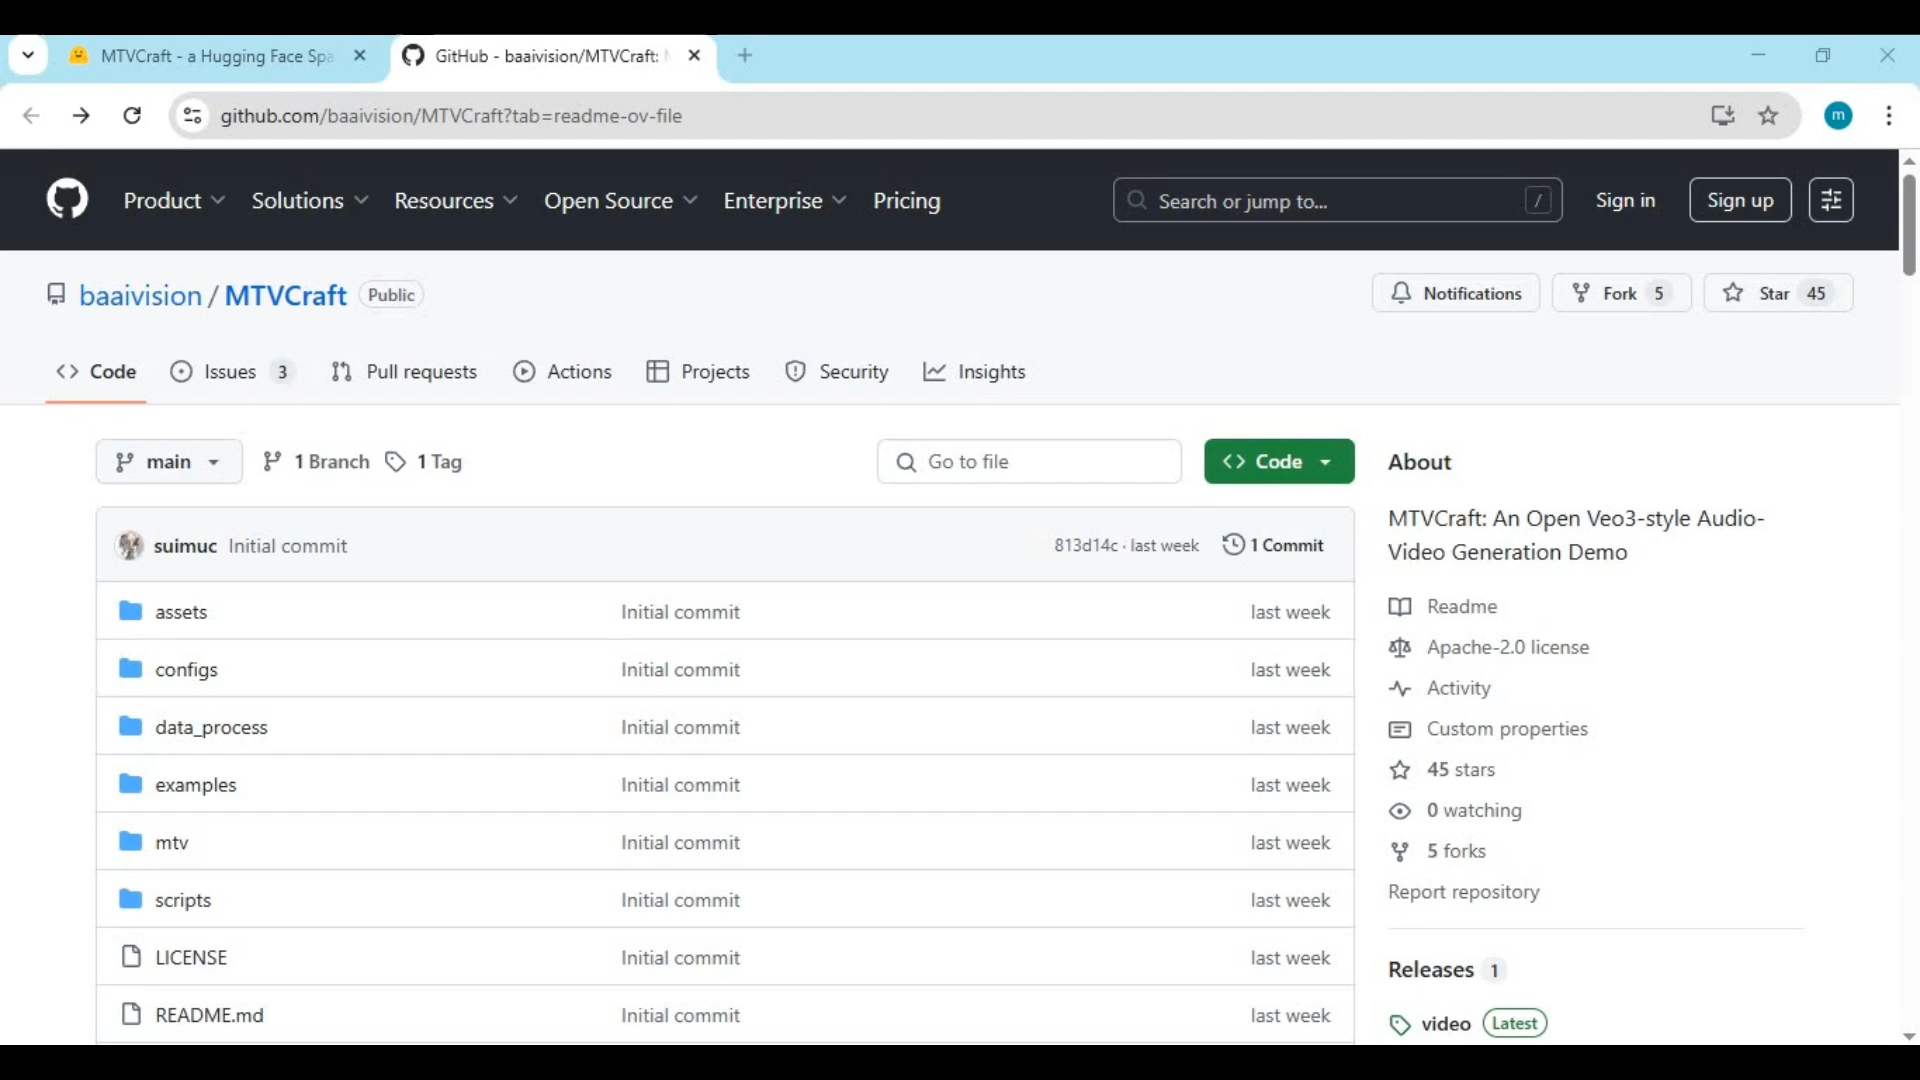 MTVCraft - a Hugging Face Spa
GitHub - baaivision/MTVCraft:
github.com/baaivision/MTVCraft?tab=readme-ov-file
m
Product
Solutions
Resources
Open Source
Enterprise
Pricing
Search or jump to...
/
Sign in
Sign up
baaivision / MTVCraft
Public
Notifications
Fork 5
Star 45
Code
Issues 3
Pull requests
Actions
Projects
Security
Insights
main
1 Branch
1 Tag
Go to file
Code
suimuc Initial commit
813d14c · last week
1 Commit
assets Initial commit last week
configs Initial commit last week
data_process Initial commit last week
examples Initial commit last week
mtv Initial commit last week
scripts Initial commit last week
LICENSE Initial commit last week
README.md Initial commit last week
About
MTVCraft: An Open Veo3-style Audio-
Video Generation Demo
Readme
Apache-2.0 license
Activity
Custom properties
45 stars
0 watching
5 forks
Report repository
Releases 1
video Latest